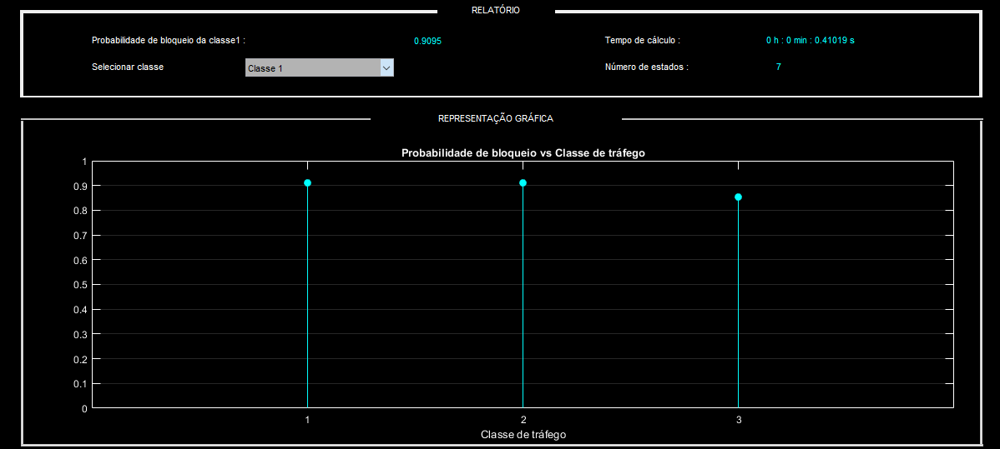 RELATÓRIO
Probabilidade de bloqueio da classe1 : 0.9095 Tempo de cálculo : 0 h : 0 min : 0.41019 s
Selecionar classe Classe 1 Número de estados : 7
REPRESENTAÇÃO GRÁFICA
Probabilidade de bloqueio vs Classe de tráfego
1
0.9
0.8
0.7
0.6
0.5
0.4
0.3
0.2
0.1
0
1 2 3
Classe de tráfego